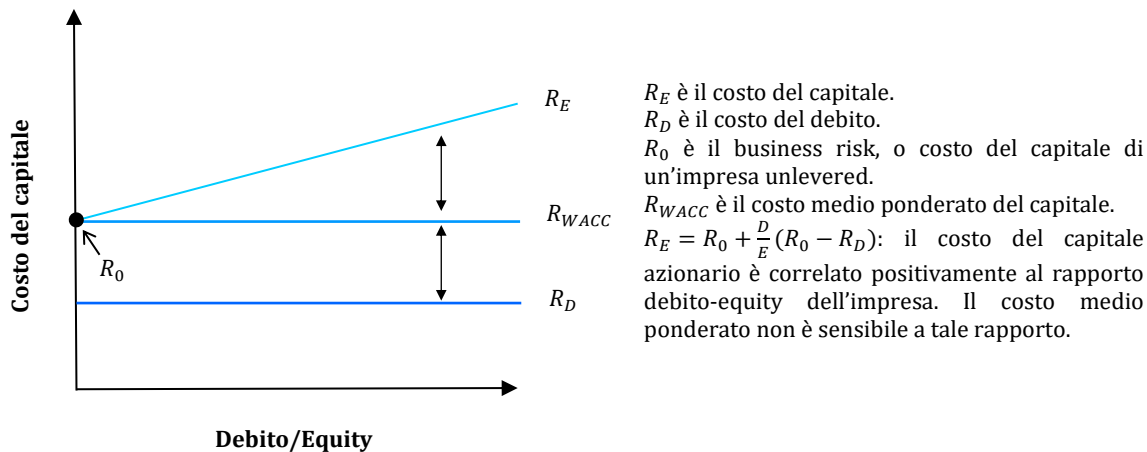 Costo del capitale
R_E
R_WACC
R_0
R_D
Debito/Equity
R_E è il costo del capitale.
R_D è il costo del debito.
R_0 è il business risk, o costo del capitale di
un'impresa unlevered.
R_WACC è il costo medio ponderato del capitale.
R_E = R_0 + D/E (R_0 − R_D): il costo del capitale
azionario è correlato positivamente al rapporto
debito-equity dell'impresa. Il costo medio
ponderato non è sensibile a tale rapporto.